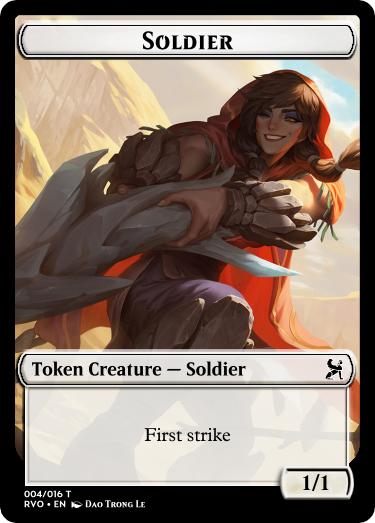 Soldier
Token Creature — Soldier
First strike
1/1
004/016 T
RVO • EN Dao Trong Le